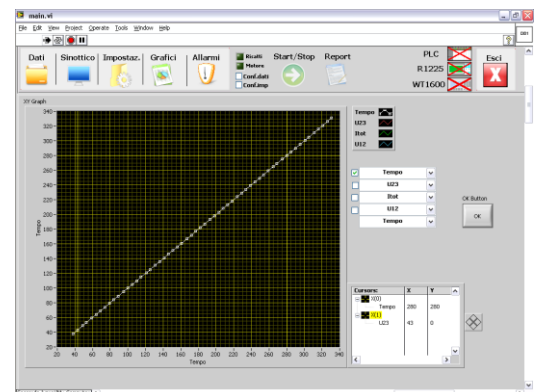 main.vi
File Edit View Project Operate Tools Window Help
Dati Sinottico Impostaz. Grafici Allarmi
Riealti
Motore
Conf.dati
Conf.imp
Start/Stop Report
PLC
R1225
WT1600
Esci
XY Graph
340
320
300
280
260
240
220
200
180
160
140
120
100
80
60
40
20
Tempo
20 40 60 80 100 120 140 160 180 200 220 240 260 280 300 320 340
Tempo
Tempo
U23
Itot
U12
Tempo
U23
Itot
U12
Tempo
OK Button
OK
Cursors: X Y
X(0)
Tempo 280 280
X(1)
U23 43 0